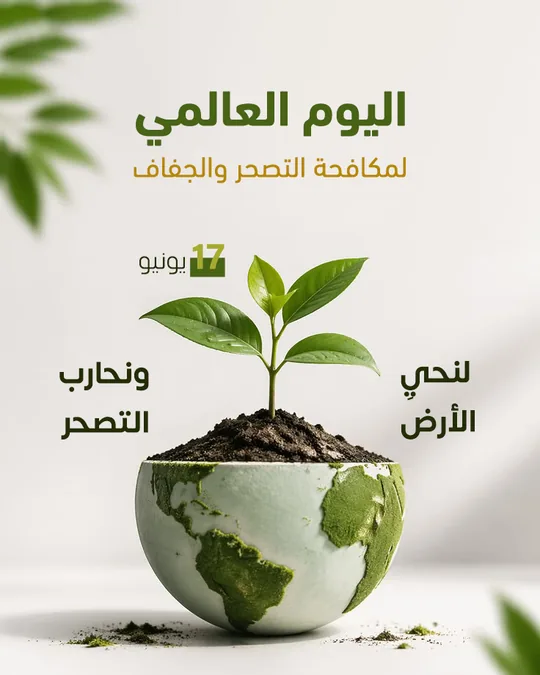 اليوم العالمي
لمكافحة التصحر والجفاف
17 يونيو
لنحيِ
الأرض
ونحارب
التصحر